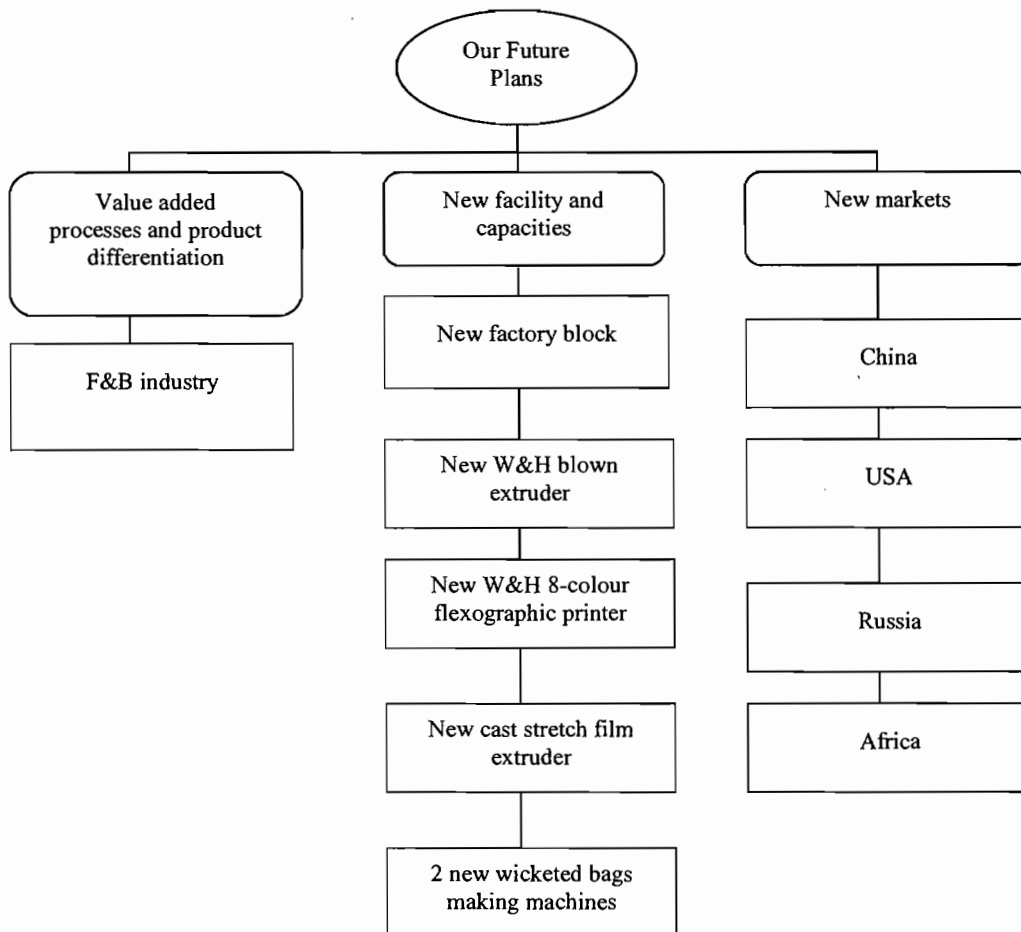 Our Future
Plans
Value added
processes and product
differentiation
F&B industry
New facility and
capacities
New factory block
New W&H blown
extruder
New W&H 8-colour
flexographic printer
New cast stretch film
extruder
2 new wicketed bags
making machines
New markets
China
USA
Russia
Africa